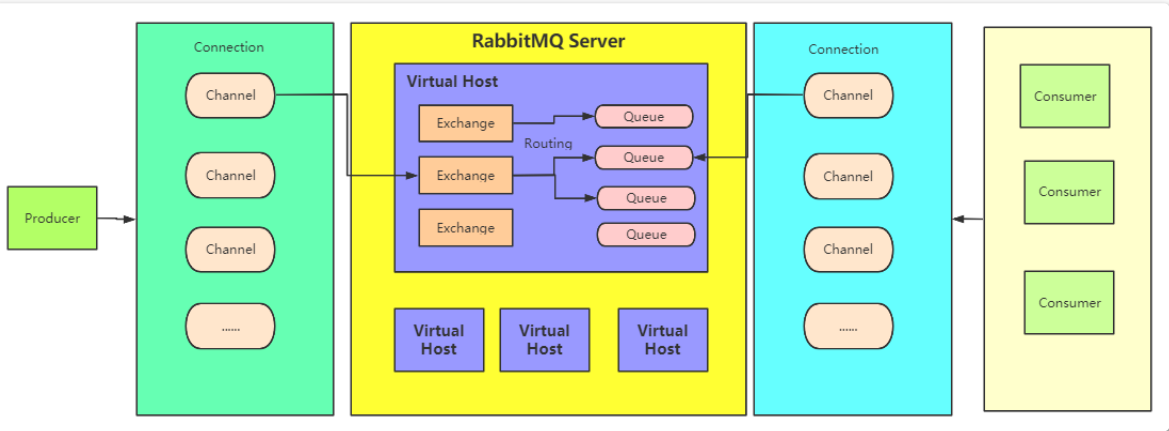 Producer
Connection
Channel
Channel
Channel
......
RabbitMQ Server
Virtual Host
Exchange
Exchange
Exchange
Routing
Queue
Queue
Queue
Queue
Virtual
Host
Virtual
Host
Virtual
Host
Connection
Channel
Channel
Channel
......
Consumer
Consumer
Consumer